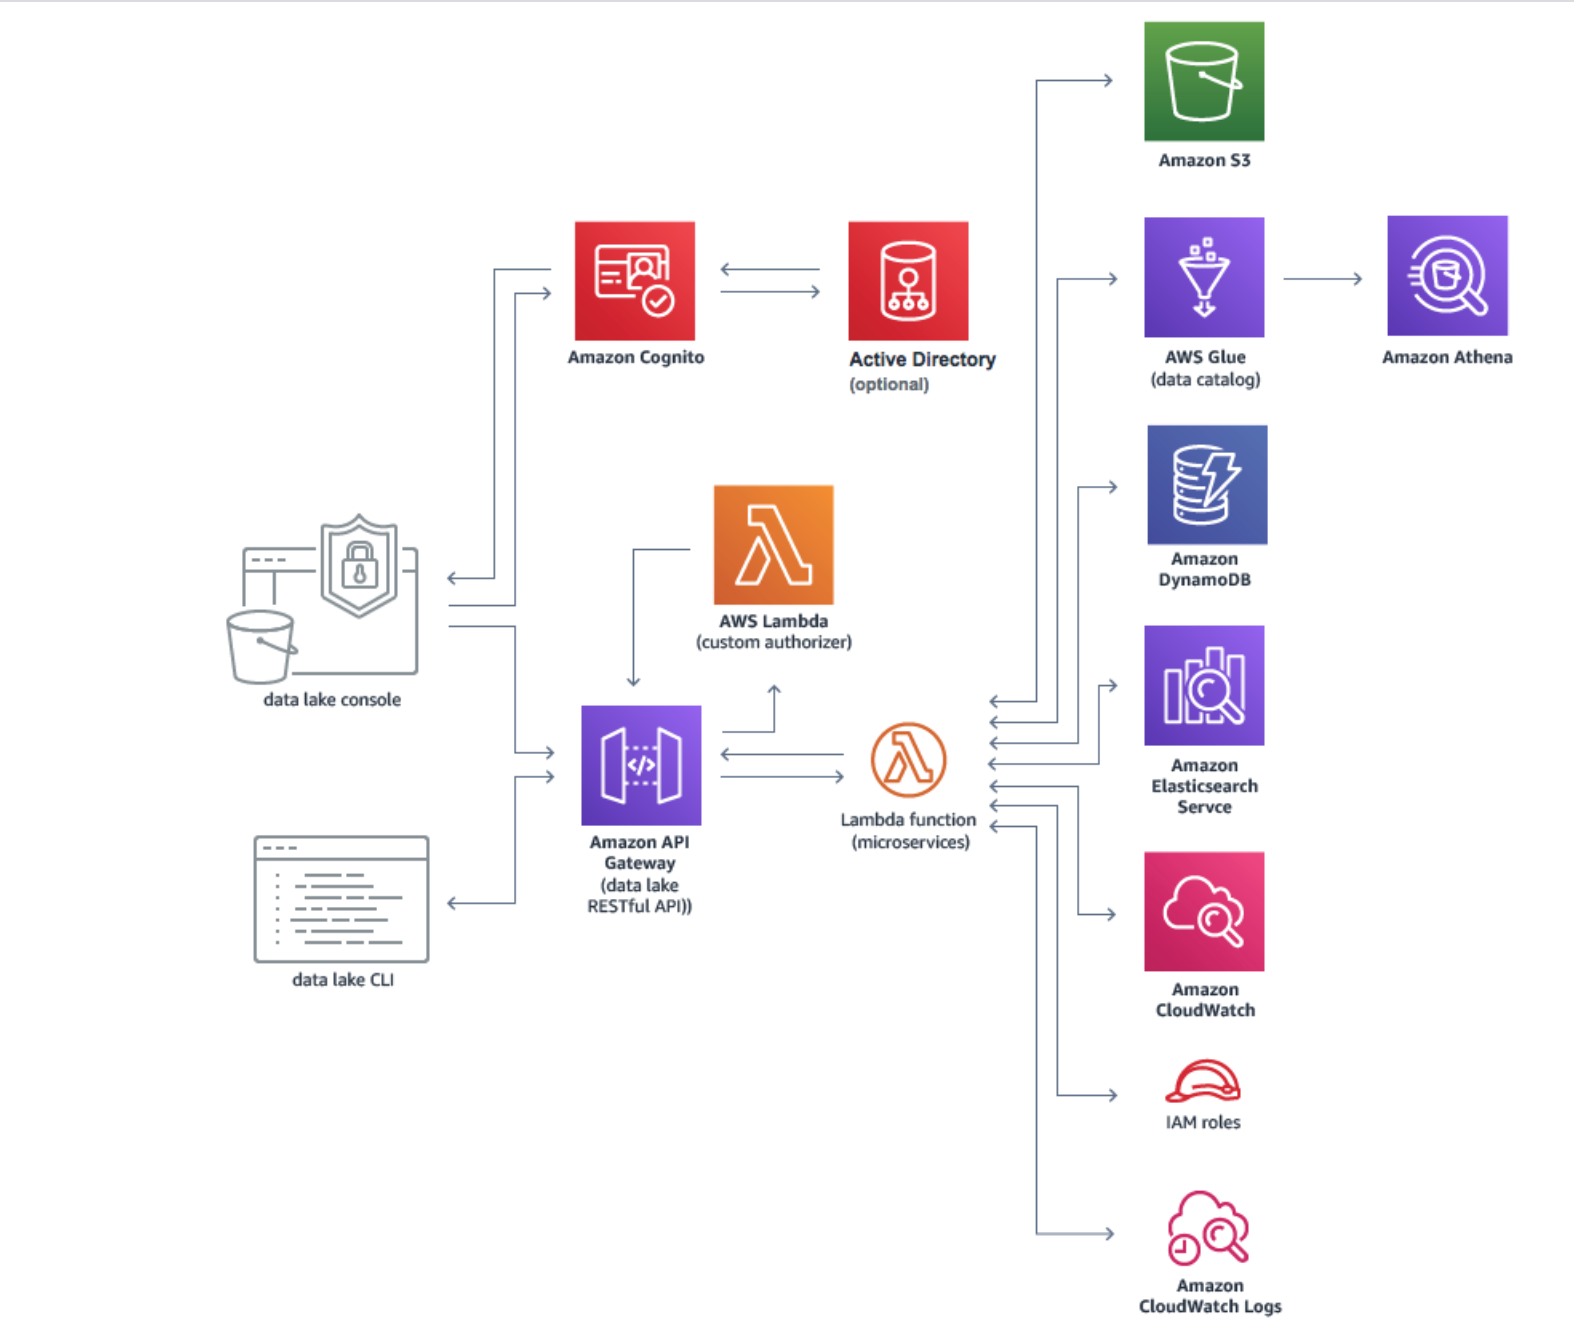 Amazon S3
Amazon Cognito
Active Directory
(optional)
AWS Glue
(data catalog)
Amazon Athena
AWS Lambda
(custom authorizer)
Amazon
DynamoDB
data lake console
Amazon API
Gateway
(data lake
RESTful API))
Lambda function
(microservices)
Amazon
Elasticsearch
Servce
data lake CLI
Amazon
CloudWatch
IAM roles
Amazon
CloudWatch Logs